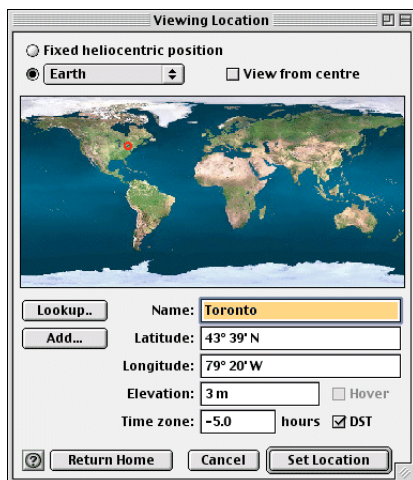 Viewing Location
Fixed heliocentric position
Earth View from centre
Lookup.. Name: Toronto
Add... Latitude: 43° 39' N
Longitude: 79° 20' W
Elevation: 3 m Hover
Time zone: -5.0 hours DST
? Return Home Cancel Set Location